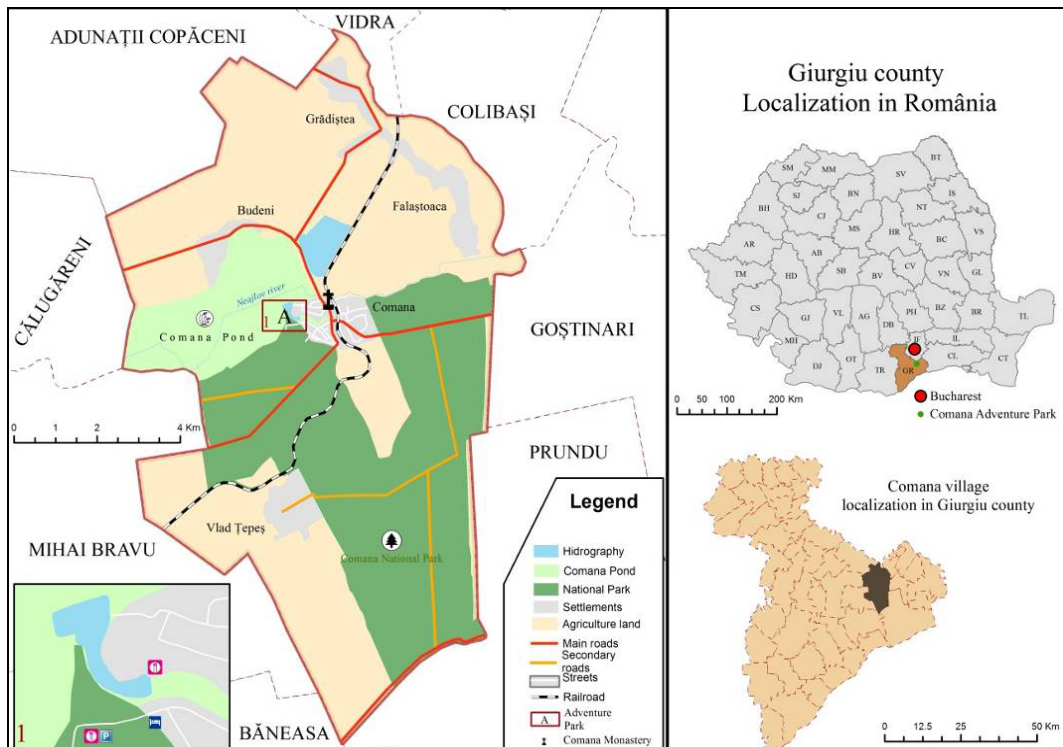 VIDRA
ADUNAȚII COPĂCENI
COLIBAȘI
Grădiștea
Falaștoaca
Budeni
CĂLUGĂRENI
Neajlov river
Comana
1
A
Comana Pond
GOȘTINARI
0 2 4 Km
PRUNDU
Vlad Țepeș
MIHAI BRAVU
Comana National Park
BĂNEASA
1
P
Legend
Hidrography
Comana Pond
National Park
Settlements
Agriculture land
Main roads
Secondary
roads
Streets
Railroad
A
Adventure
Park
Comana Monastery
Giurgiu county
Localization in România
BT
SM
MM
SV
SJ
BN
IS
BH
CJ
NT
MS
HR
BC
VS
AR
AB
TM
HD
SB
BV
CV
VN
GL
CS
GJ
VL
AG
PH
BZ
BR
TL
DB
MH
IF
IL
OT
TR
GR
CL
CT
DJ
0 50 100 200 Km
Bucharest
Comana Adventure Park
Comana village
localization in Giurgiu county
0 12.5 25 50 Km